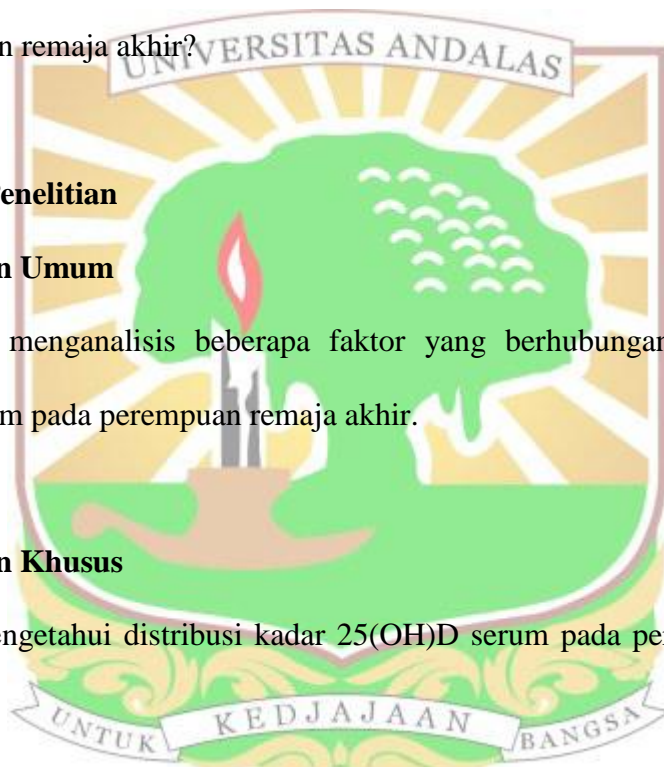 n remaja akhir?
UNIVERSITAS ANDALAS
Penelitian
n Umum
menganalisis beberapa faktor yang berhubungan
m pada perempuan remaja akhir.
n Khusus
engetahui distribusi kadar 25(OH)D serum pada pe
UNTUK KEDJAJAAN BANGSA